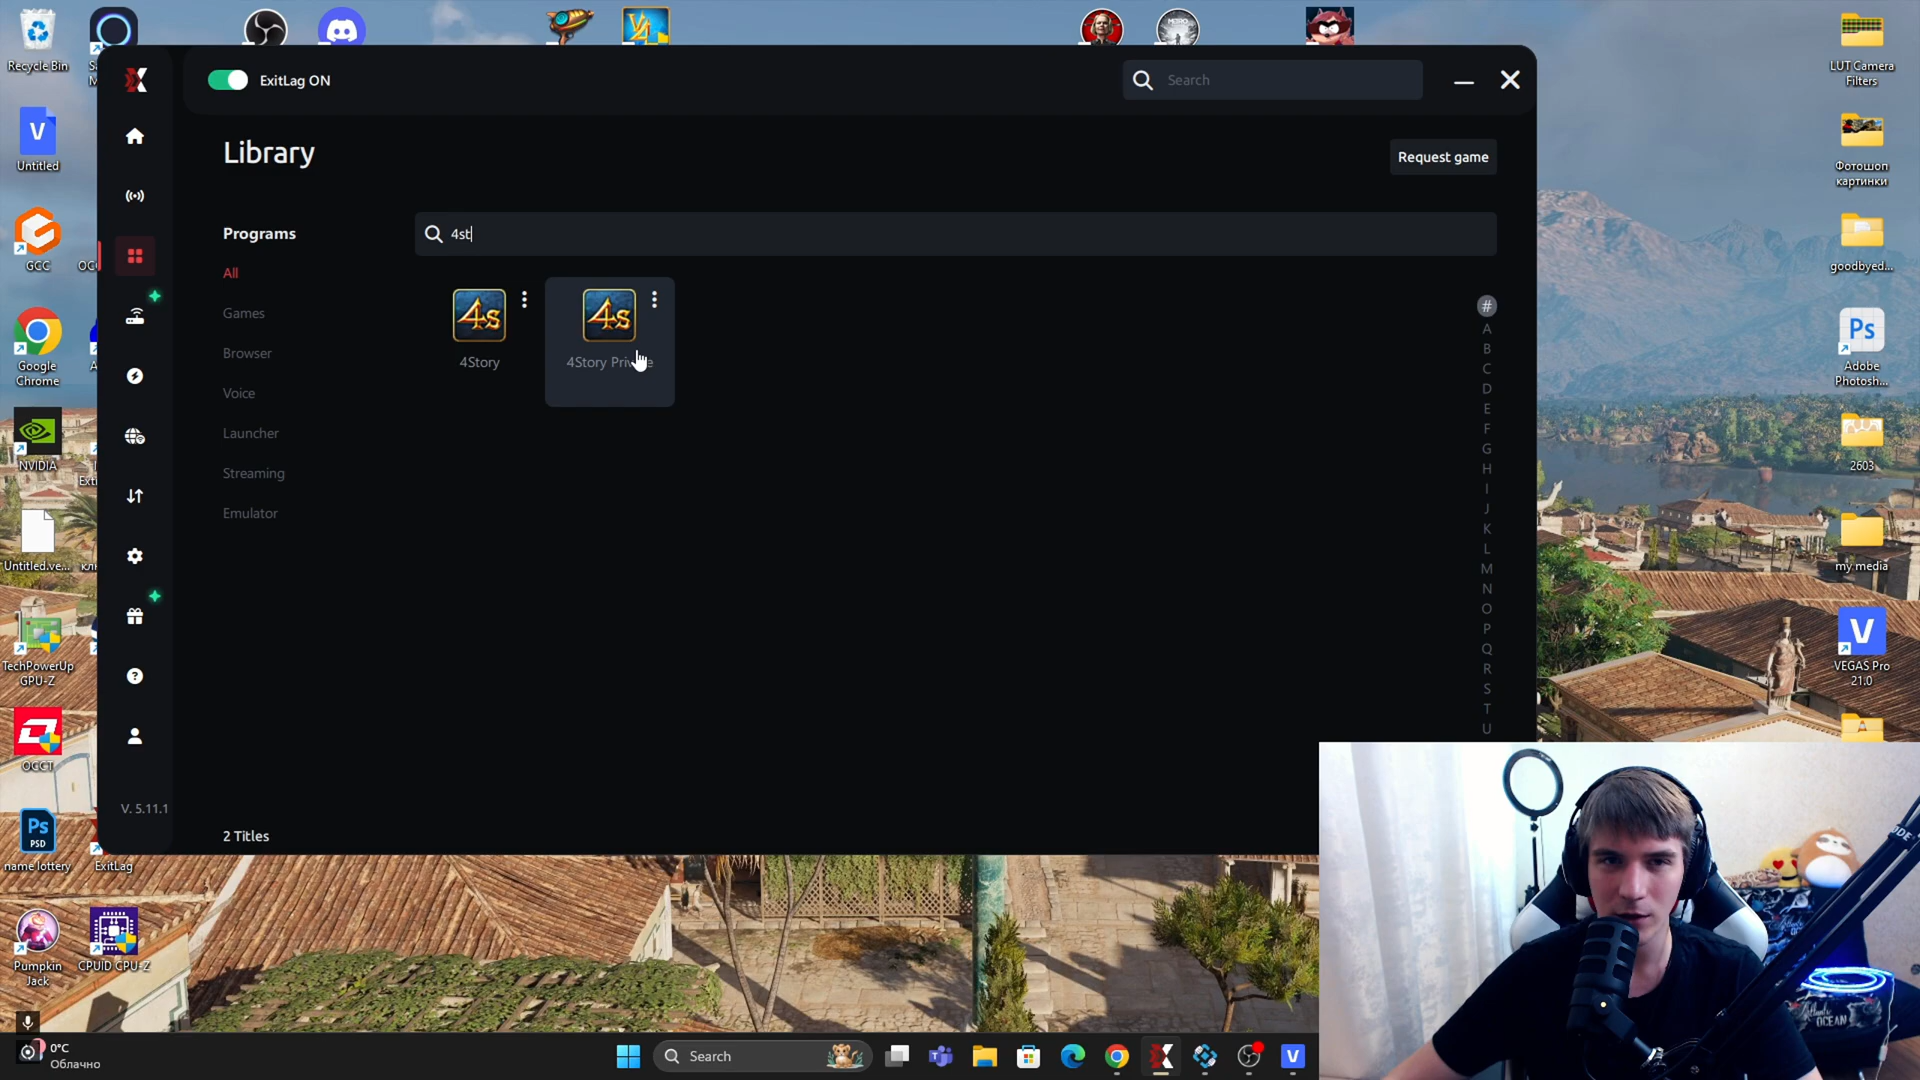 Recycle Bin
Untitled
GCC
Google
Chrome
NVIDIA
Untitled.ve...
TechPowerUp
GPU-Z
OCCT
name lottery
ExitLag
Pumpkin
Jack
CPUID CPU-Z
ExitLag ON
Search
Library
Request game
Programs
4st
All
Games
Browser
Voice
Launcher
Streaming
Emulator
4Story
4Story
#
A
B
C
D
E
F
G
H
I
J
K
L
M
N
O
P
Q
R
S
T
U
V. 5.11.1
2 Titles
LUT Camera
Filters
Фотошоп
картинки
goodbyed...
Adobe
Photosh...
2603
my media
VEGAS Pro
21.0
0°C
Облачно
Search
OCEAN